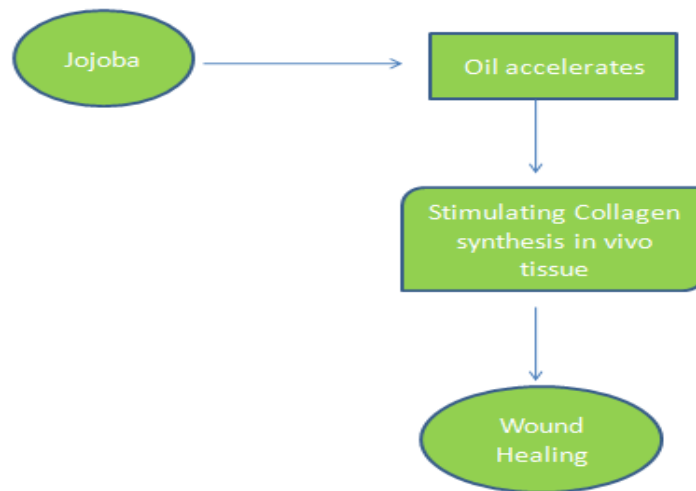 Jojoba
Oil accelerates
Stimulating Collagen
synthesis in vivo
tissue
Wound
Healing